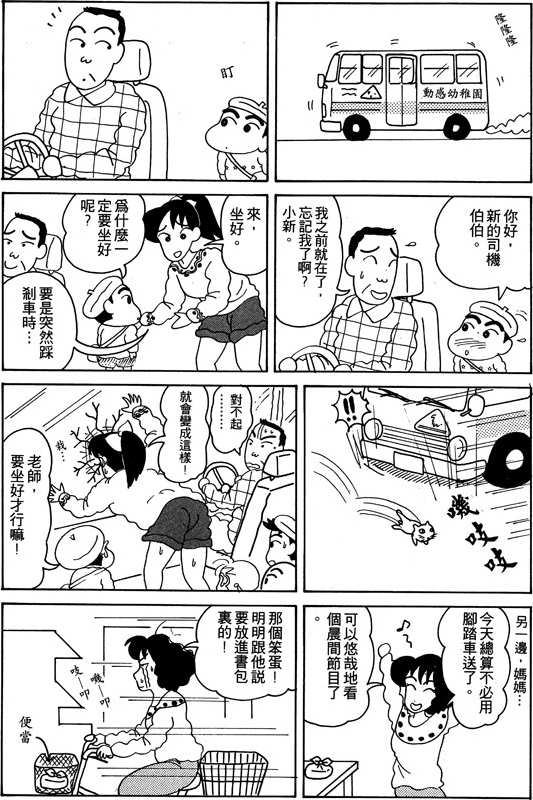 隆隆隆
動感幼稚園
盯
你好，
新的司機
伯伯。
我之前就在了，
忘記我了啊？
小新。
來，
坐好。
為什麼一
定要坐好
呢？
要是突然踩
剎車時…
!!
嘰吱吱
對不起
就會變成這樣！
哉…
老師，
要坐好才行嘛！
另一邊，媽媽…
今天總算不必用
腳踏車送了。
可以悠哉地看
個晨間節目了
。
那個笨蛋！
明明跟他說
要放進書包
裏的！
嘰｜叩
吱｜叩
便當